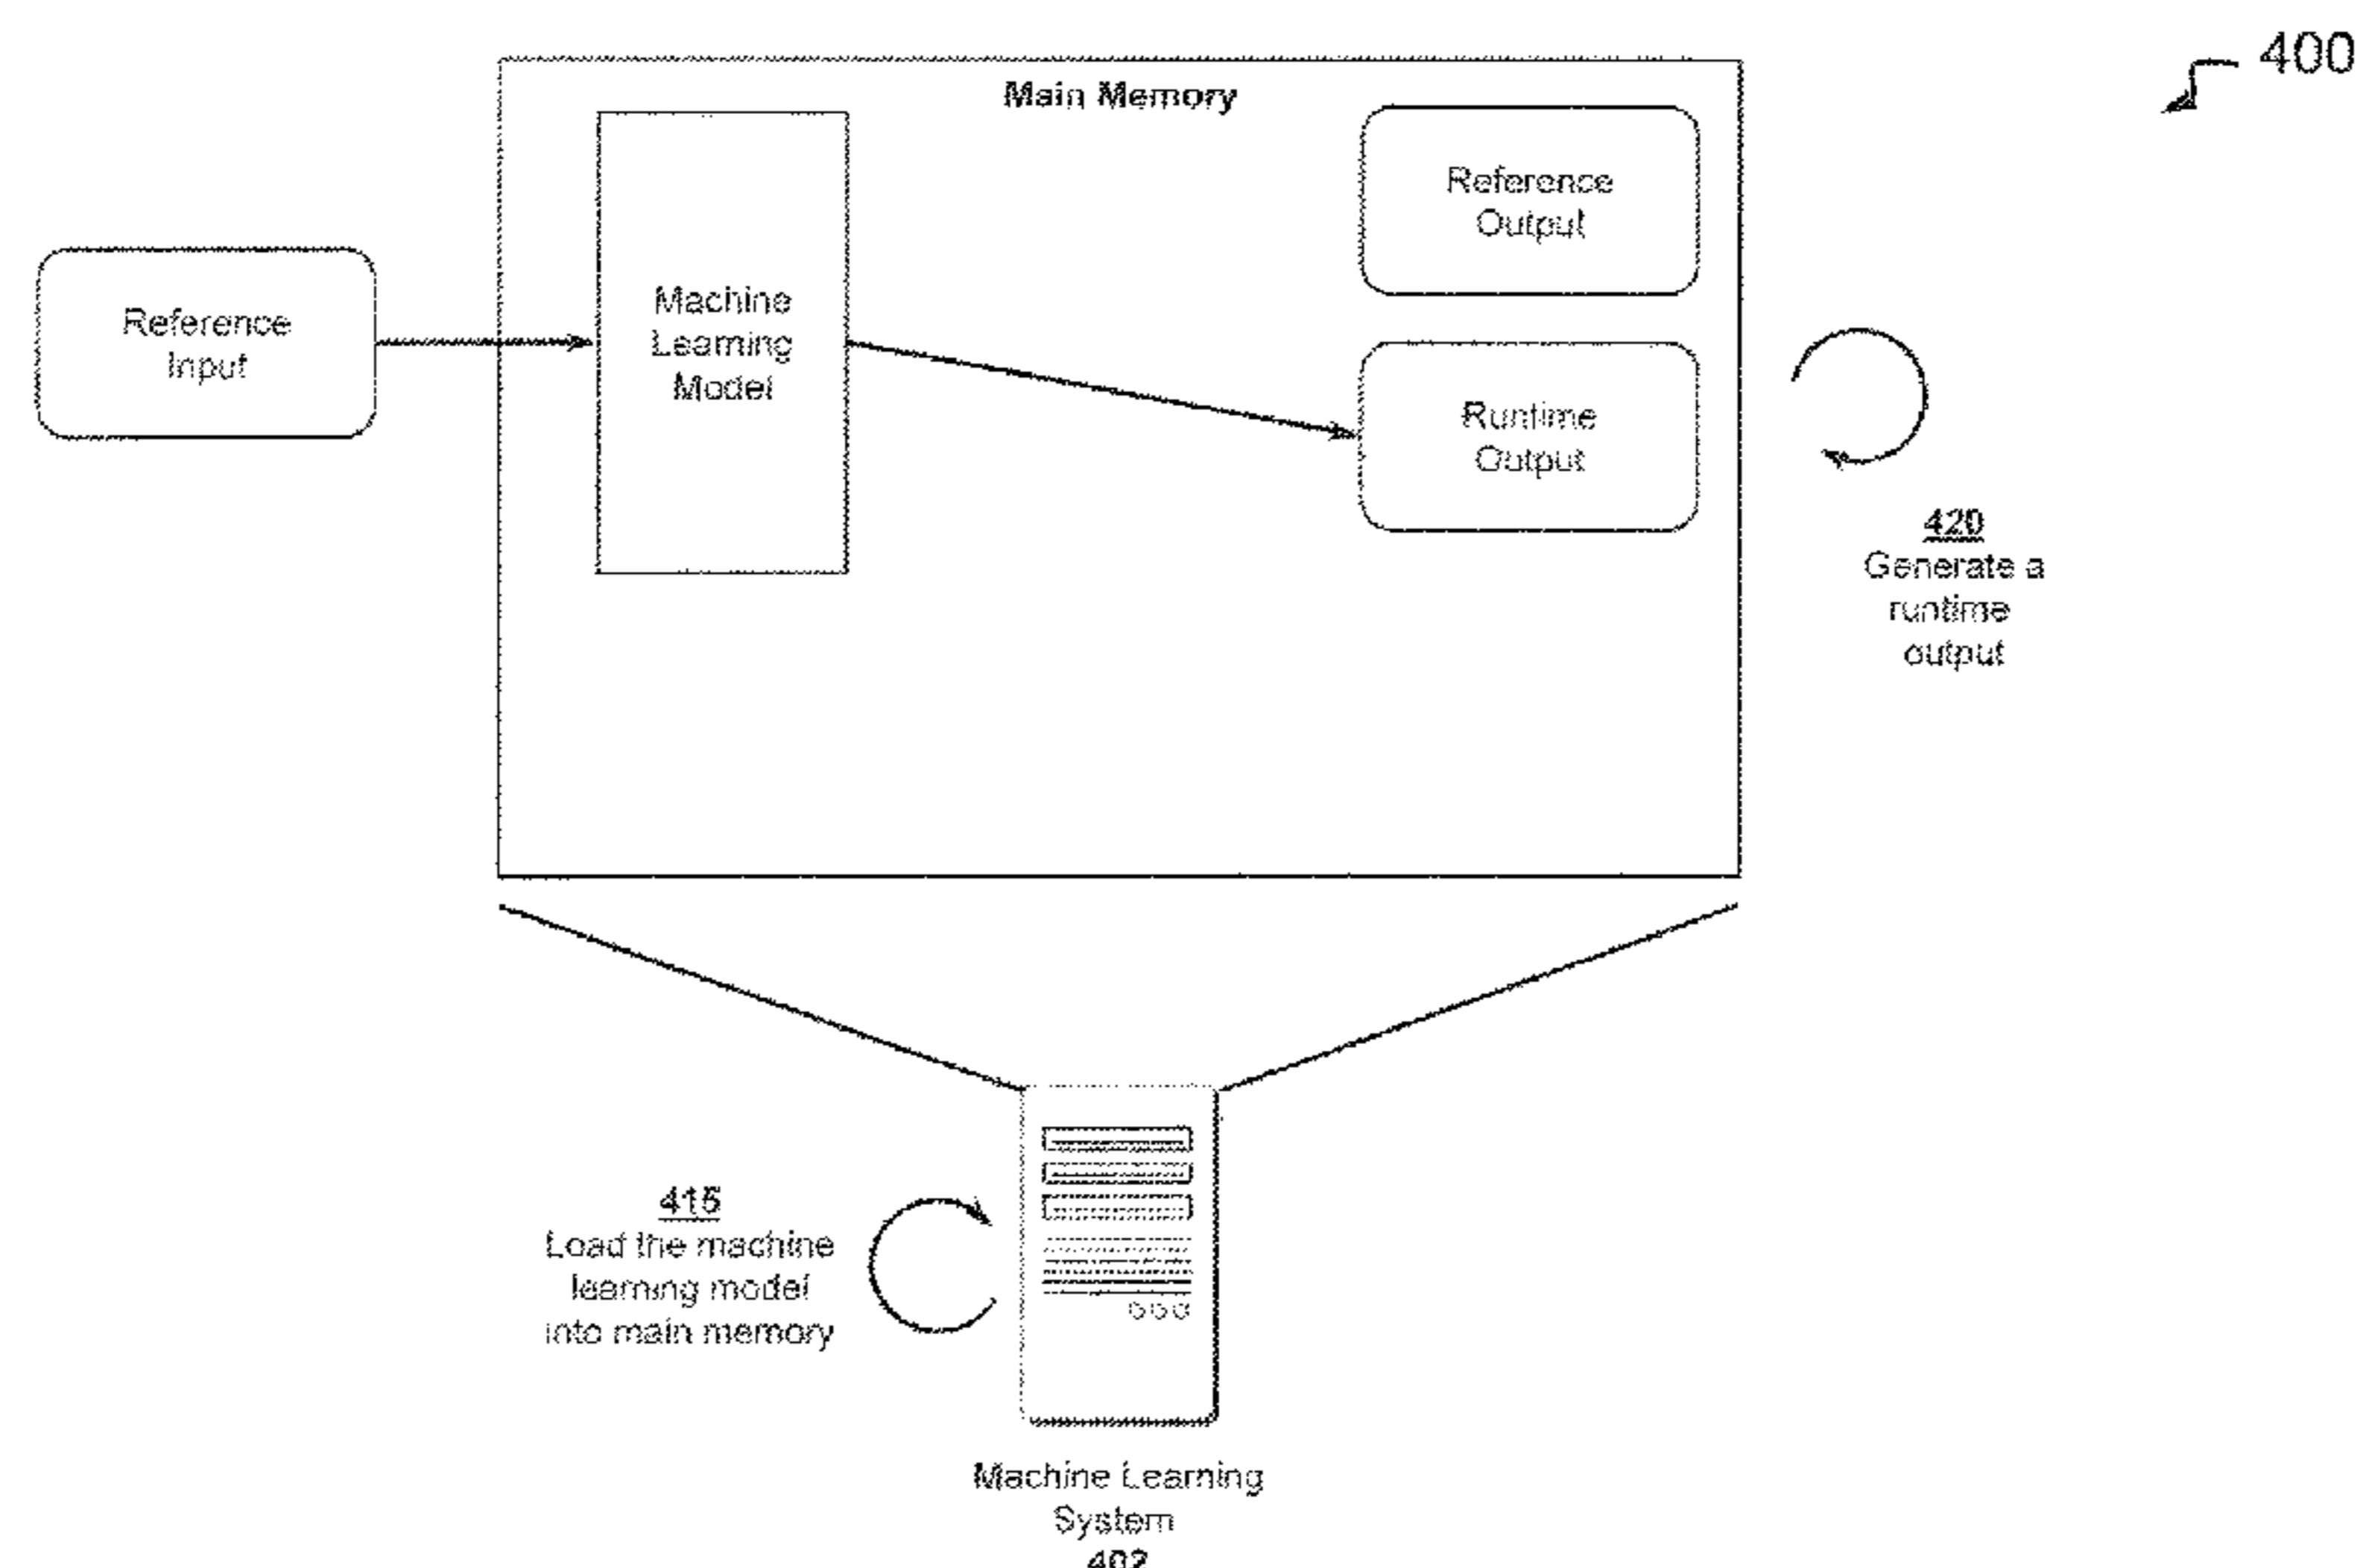 400
Main Memory
Reference
Output
Reference
Input
Machine
Learning
Model
Runtime
Output
420
Generate a
runtime
output
415
Load the machine
learning model
into main memory
Machine Learning
System
402